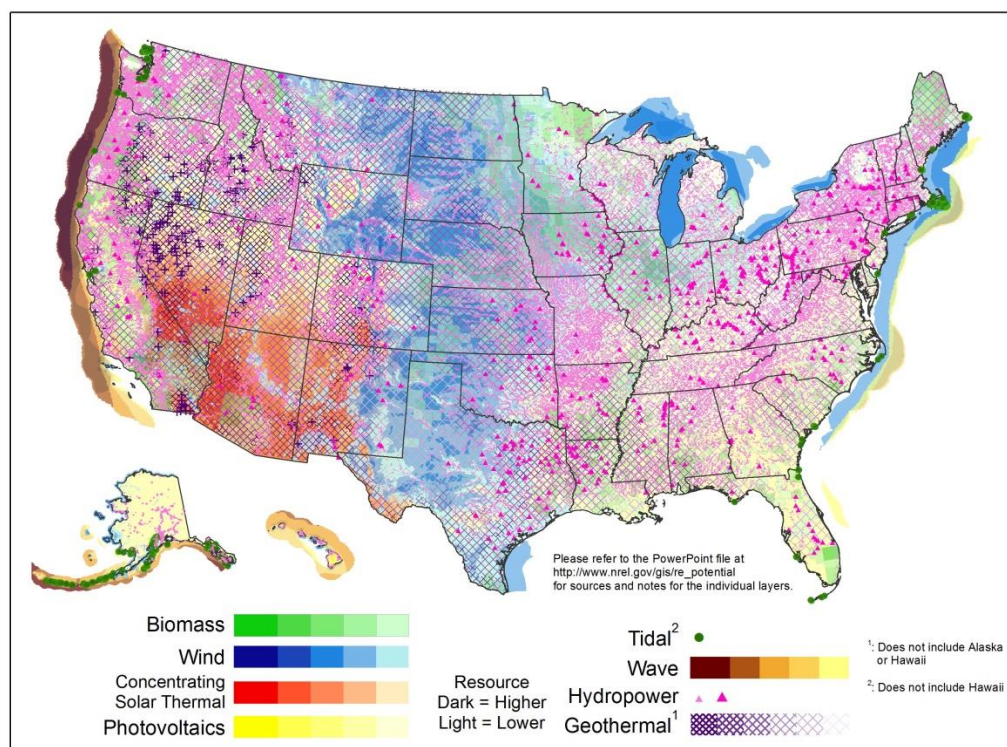 Please refer to the PowerPoint file at
http://www.nrel.gov/gis/re_potential
for sources and notes for the individual layers.
Biomass
Wind
Concentrating
Solar Thermal
Photovoltaics
Resource
Dark = Higher
Light = Lower
Tidal²
Wave
Hydropower
Geothermal¹
¹: Does not include Alaska
or Hawaii
²: Does not include Hawaii